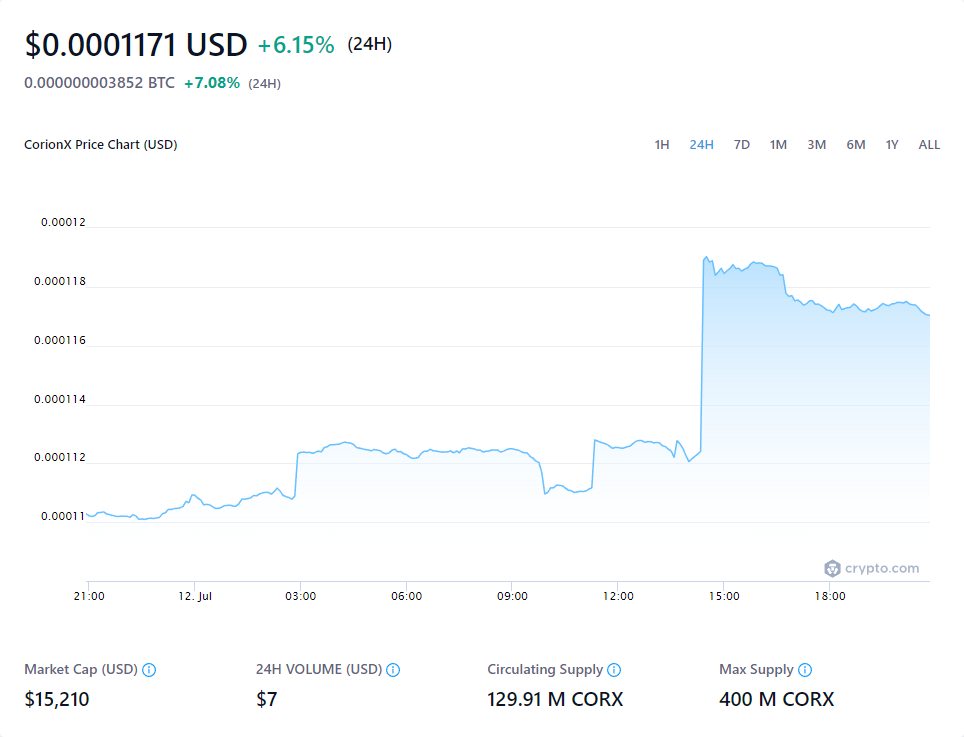 $0.0001171 USD +6.15% (24H)
0.000000003852 BTC +7.08% (24H)
CorionX Price Chart (USD) 1H 24H 7D 1M 3M 6M 1Y ALL
0.00012
0.000118
0.000116
0.000114
0.000112
0.00011
crypto.com
21:00 12. Jul 03:00 06:00 09:00 12:00 15:00 18:00
Market Cap (USD) 24H VOLUME (USD) Circulating Supply Max Supply
$15,210 $7 129.91 M CORX 400 M CORX